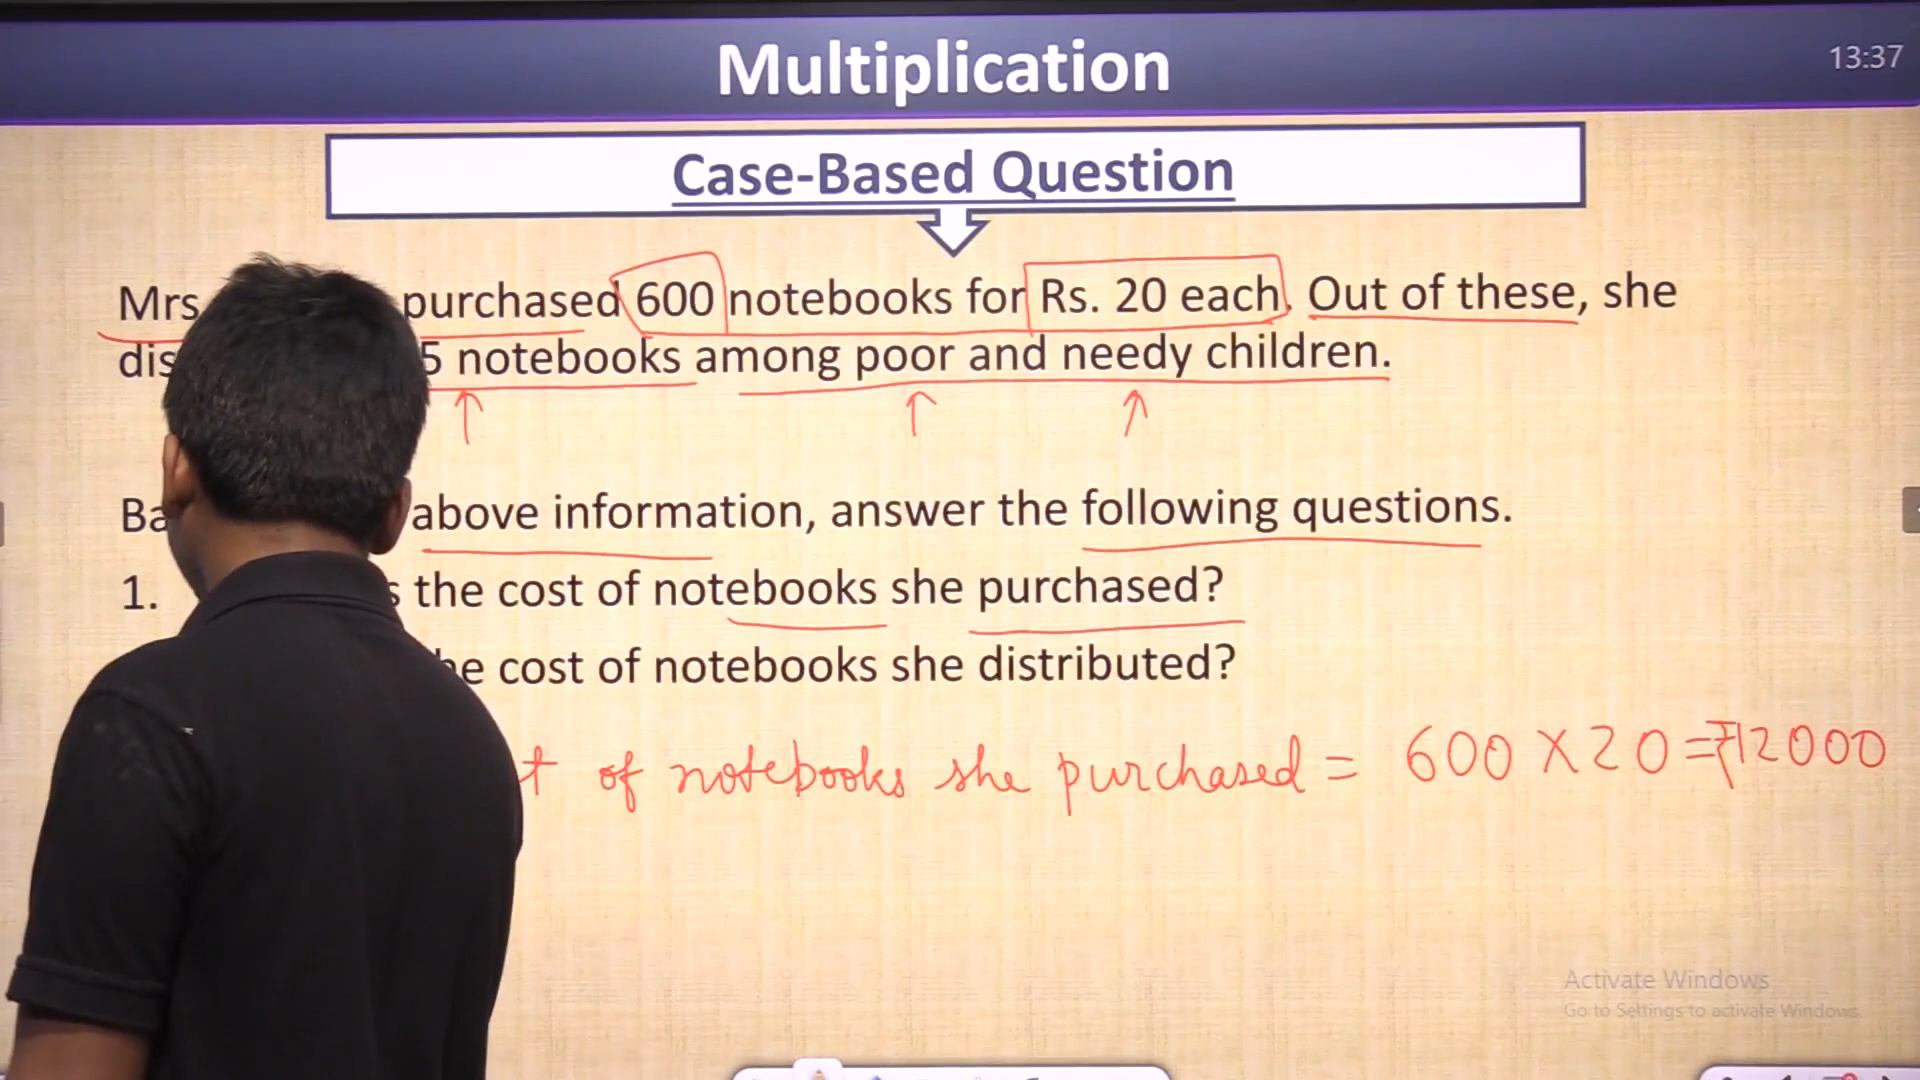 Multiplication
13:37
Case-Based Question
Mrs purchased 600 notebooks for Rs. 20 each. Out of these, she
5 notebooks among poor and needy children.
above information, answer the following questions.
1. the cost of notebooks she purchased?
cost of notebooks she distributed?
of notebooks she purchased = 600 × 20 = ₹12000
Activate Windows
Go to Settings to activate Windows.